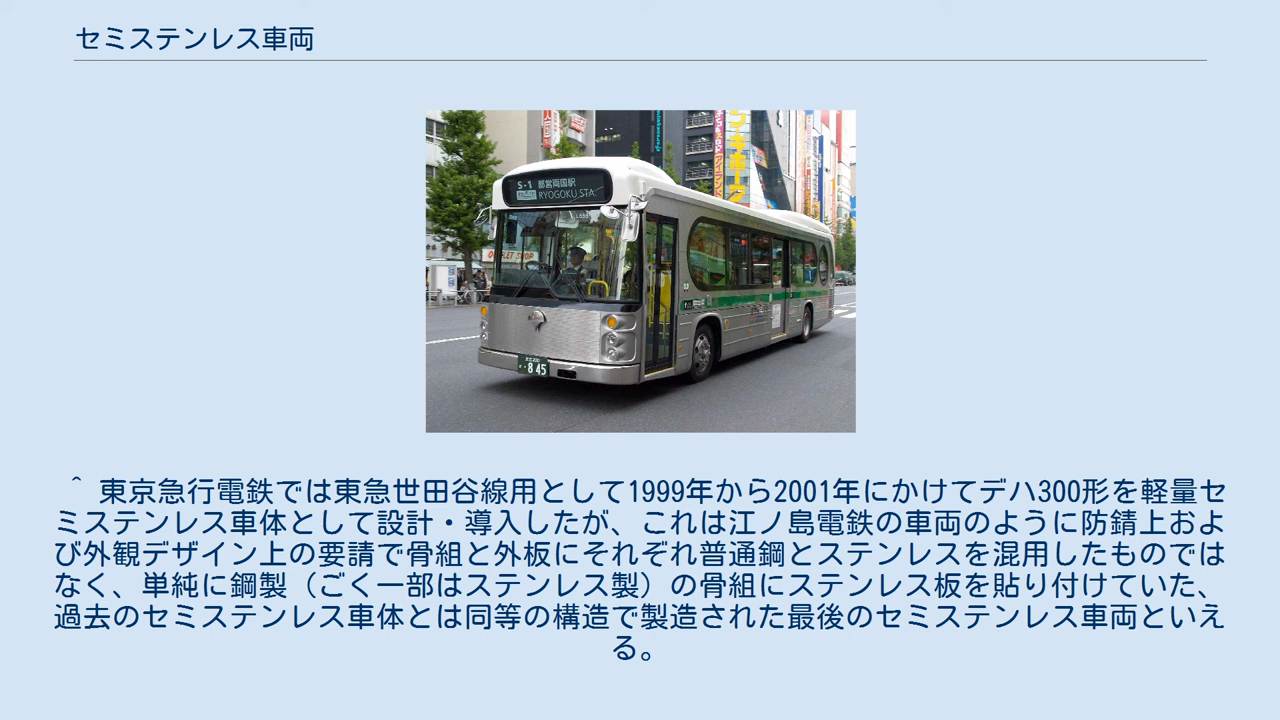 セミステンレス車両
S-1 都営両国駅
RYOGOKU STA.
OUTLET SHOP
845
^ 東京急行電鉄では東急世田谷線用として1999年から2001年にかけてデハ300形を軽量セ
ミステンレス車体として設計・導入したが、これは江ノ島電鉄の車両のように防錆上およ
び外観デザイン上の要請で骨組と外板にそれぞれ普通鋼とステンレスを混用したものでは
なく、単純に鋼製（ごく一部はステンレス製）の骨組にステンレス板を貼り付けていた、
過去のセミステンレス車体とは同等の構造で製造された最後のセミステンレス車両といえ
る。